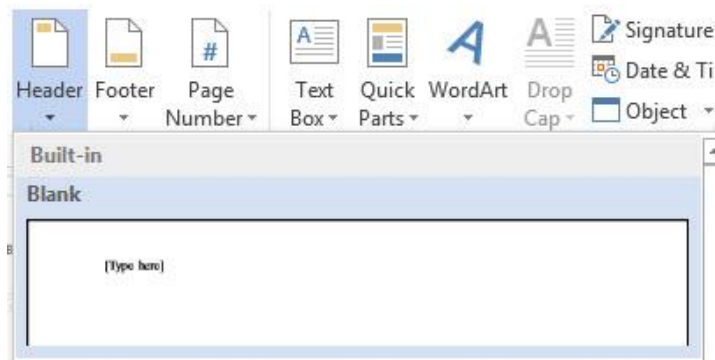 Header Footer Page Number
Text Box Quick Parts WordArt Drop Cap
Signature
Date & Ti
Object
Built-in
Blank
[Type here]